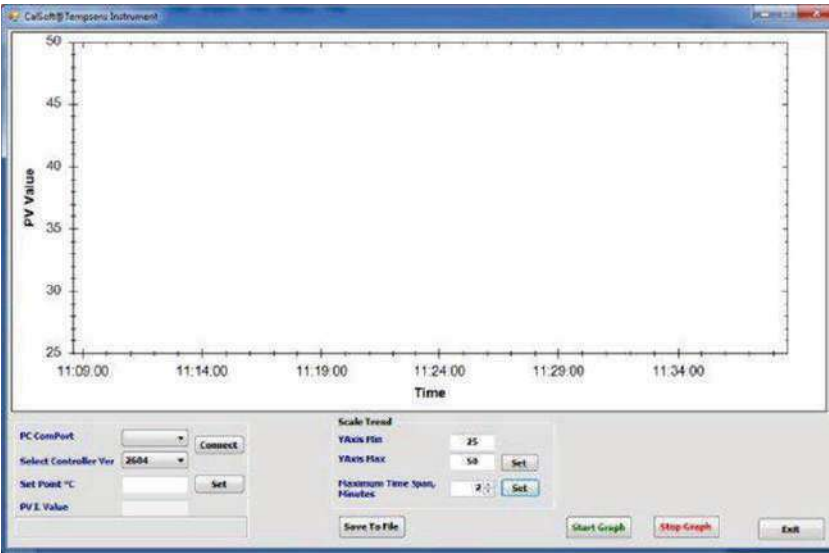 CalSoft@Tempsens Instrument
50
45
40
35
30
25
PV Value
11:09:00 11:14:00 11:19:00 11:24:00 11:29:00 11:34:00
Time
PC ComPort
Connect
Select Controller Ver 2604
Set Point °C Set
PV I. Value
Scale Trend
YAxis Min 25
YAxis Max 50 Set
Maximum Time Span, 2 Set
Minutes
Save To File
Start Graph
Stop Graph
Exit